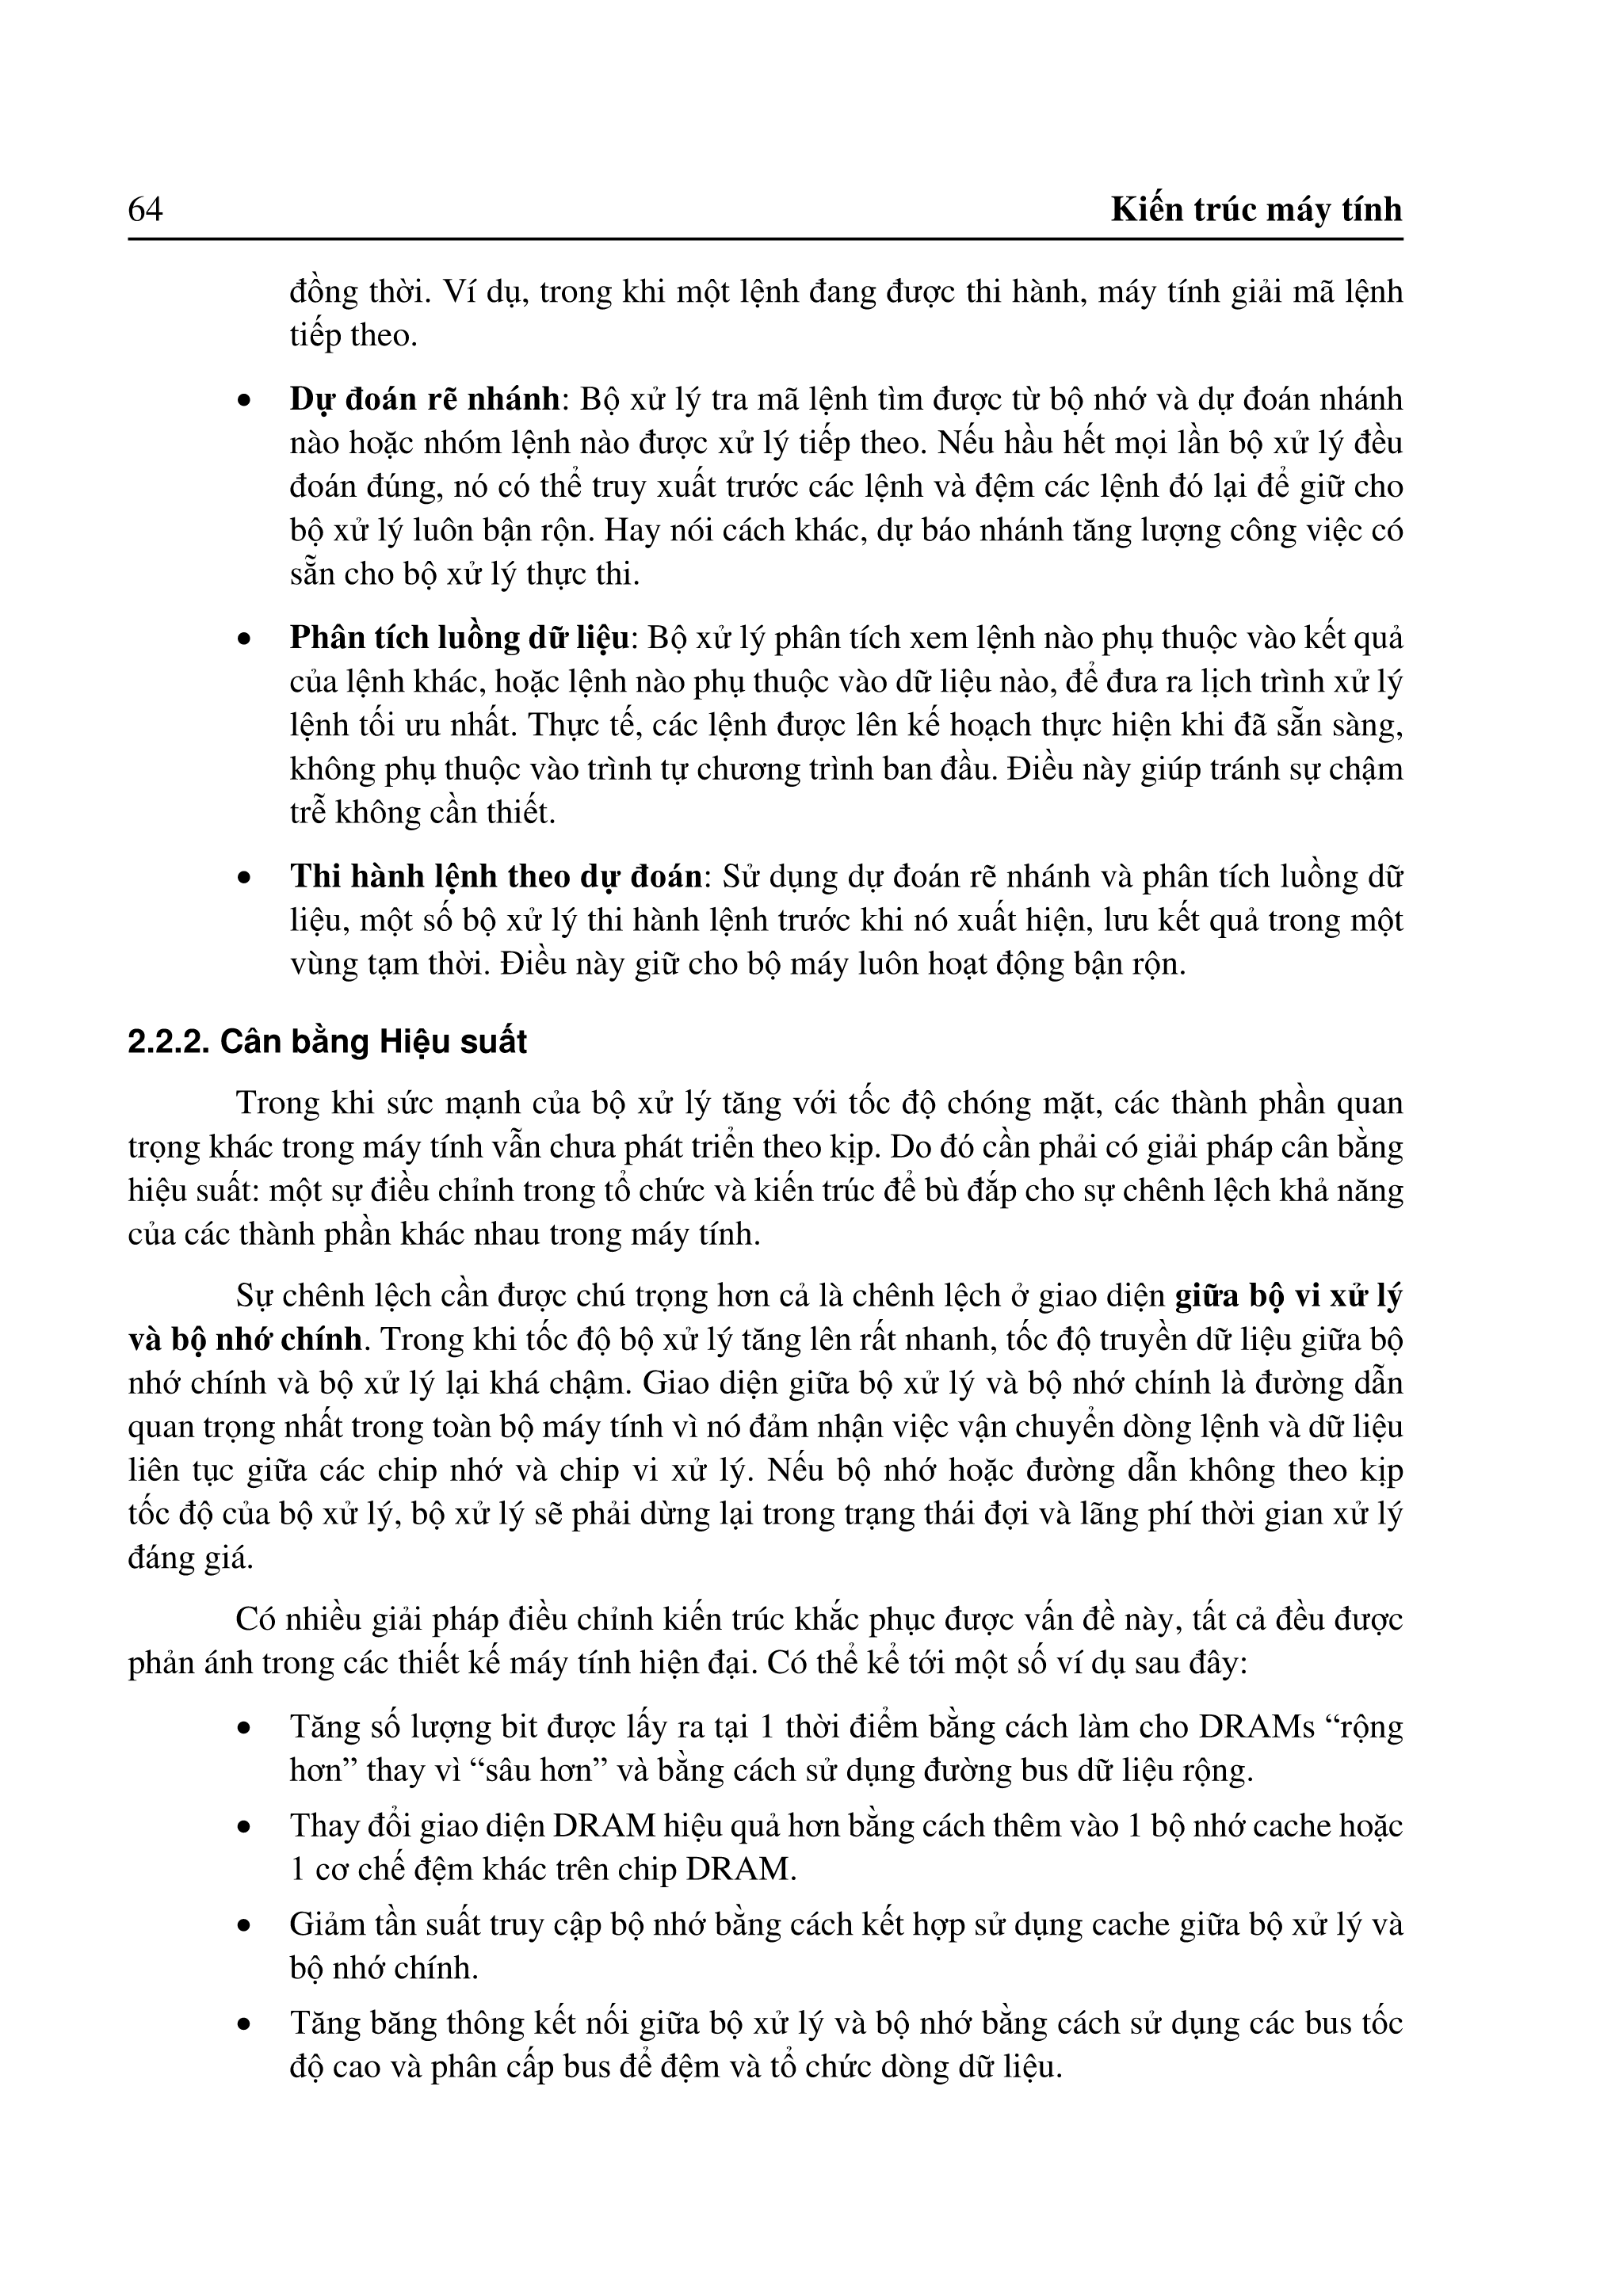 64 Kiến trúc máy tính
đồng thời. Ví dụ, trong khi một lệnh đang được thi hành, máy tính giải mã lệnh
tiếp theo.
• Dự đoán rẽ nhánh: Bộ xử lý tra mã lệnh tìm được từ bộ nhớ và dự đoán nhánh
nào hoặc nhóm lệnh nào được xử lý tiếp theo. Nếu hầu hết mọi lần bộ xử lý đều
đoán đúng, nó có thể truy xuất trước các lệnh và đệm các lệnh đó lại để giữ cho
bộ xử lý luôn bận rộn. Hay nói cách khác, dự báo nhánh tăng lượng công việc có
sẵn cho bộ xử lý thực thi.
• Phân tích luồng dữ liệu: Bộ xử lý phân tích xem lệnh nào phụ thuộc vào kết quả
của lệnh khác, hoặc lệnh nào phụ thuộc vào dữ liệu nào, để đưa ra lịch trình xử lý
lệnh tối ưu nhất. Thực tế, các lệnh được lên kế hoạch thực hiện khi đã sẵn sàng,
không phụ thuộc vào trình tự chương trình ban đầu. Điều này giúp tránh sự chậm
trễ không cần thiết.
• Thi hành lệnh theo dự đoán: Sử dụng dự đoán rẽ nhánh và phân tích luồng dữ
liệu, một số bộ xử lý thi hành lệnh trước khi nó xuất hiện, lưu kết quả trong một
vùng tạm thời. Điều này giữ cho bộ máy luôn hoạt động bận rộn.
2.2.2. Cân bằng Hiệu suất
Trong khi sức mạnh của bộ xử lý tăng với tốc độ chóng mặt, các thành phần quan
trọng khác trong máy tính vẫn chưa phát triển theo kịp. Do đó cần phải có giải pháp cân bằng
hiệu suất: một sự điều chỉnh trong tổ chức và kiến trúc để bù đắp cho sự chênh lệch khả năng
của các thành phần khác nhau trong máy tính.
Sự chênh lệch cần được chú trọng hơn cả là chênh lệch ở giao diện giữa bộ vi xử lý
và bộ nhớ chính. Trong khi tốc độ bộ xử lý tăng lên rất nhanh, tốc độ truyền dữ liệu giữa bộ
nhớ chính và bộ xử lý lại khá chậm. Giao diện giữa bộ xử lý và bộ nhớ chính là đường dẫn
quan trọng nhất trong toàn bộ máy tính vì nó đảm nhận việc vận chuyển dòng lệnh và dữ liệu
liên tục giữa các chip nhớ và chip vi xử lý. Nếu bộ nhớ hoặc đường dẫn không theo kịp
tốc độ của bộ xử lý, bộ xử lý sẽ phải dừng lại trong trạng thái đợi và lãng phí thời gian xử lý
đáng giá.
Có nhiều giải pháp điều chỉnh kiến trúc khắc phục được vấn đề này, tất cả đều được
phản ánh trong các thiết kế máy tính hiện đại. Có thể kể tới một số ví dụ sau đây:
• Tăng số lượng bit được lấy ra tại 1 thời điểm bằng cách làm cho DRAMs “rộng
hơn” thay vì “sâu hơn” và bằng cách sử dụng đường bus dữ liệu rộng.
• Thay đổi giao diện DRAM hiệu quả hơn bằng cách thêm vào 1 bộ nhớ cache hoặc
1 cơ chế đệm khác trên chip DRAM.
• Giảm tần suất truy cập bộ nhớ bằng cách kết hợp sử dụng cache giữa bộ xử lý và
bộ nhớ chính.
• Tăng băng thông kết nối giữa bộ xử lý và bộ nhớ bằng cách sử dụng các bus tốc
độ cao và phân cấp bus để đệm và tổ chức dòng dữ liệu.